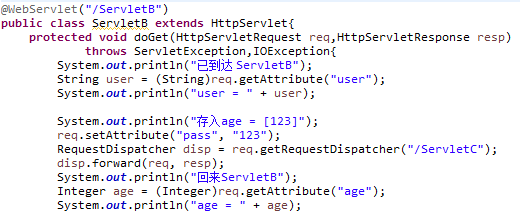 @WebServlet("/ServletB")
public class ServletB extends HttpServlet{
protected void doGet(HttpServletRequest req,HttpServletResponse resp)
throws ServletException,IOException{
System.out.println("已到达 ServletB");
String user = (String)req.getAttribute("user");
System.out.println("user = " + user);
System.out.println("存入age = [123]");
req.setAttribute("pass", "123");
RequestDispatcher disp = req.getRequestDispatcher("/ServletC");
disp.forward(req, resp);
System.out.println("回来ServletB");
Integer age = (Integer)req.getAttribute("age");
System.out.println("age = " + age);